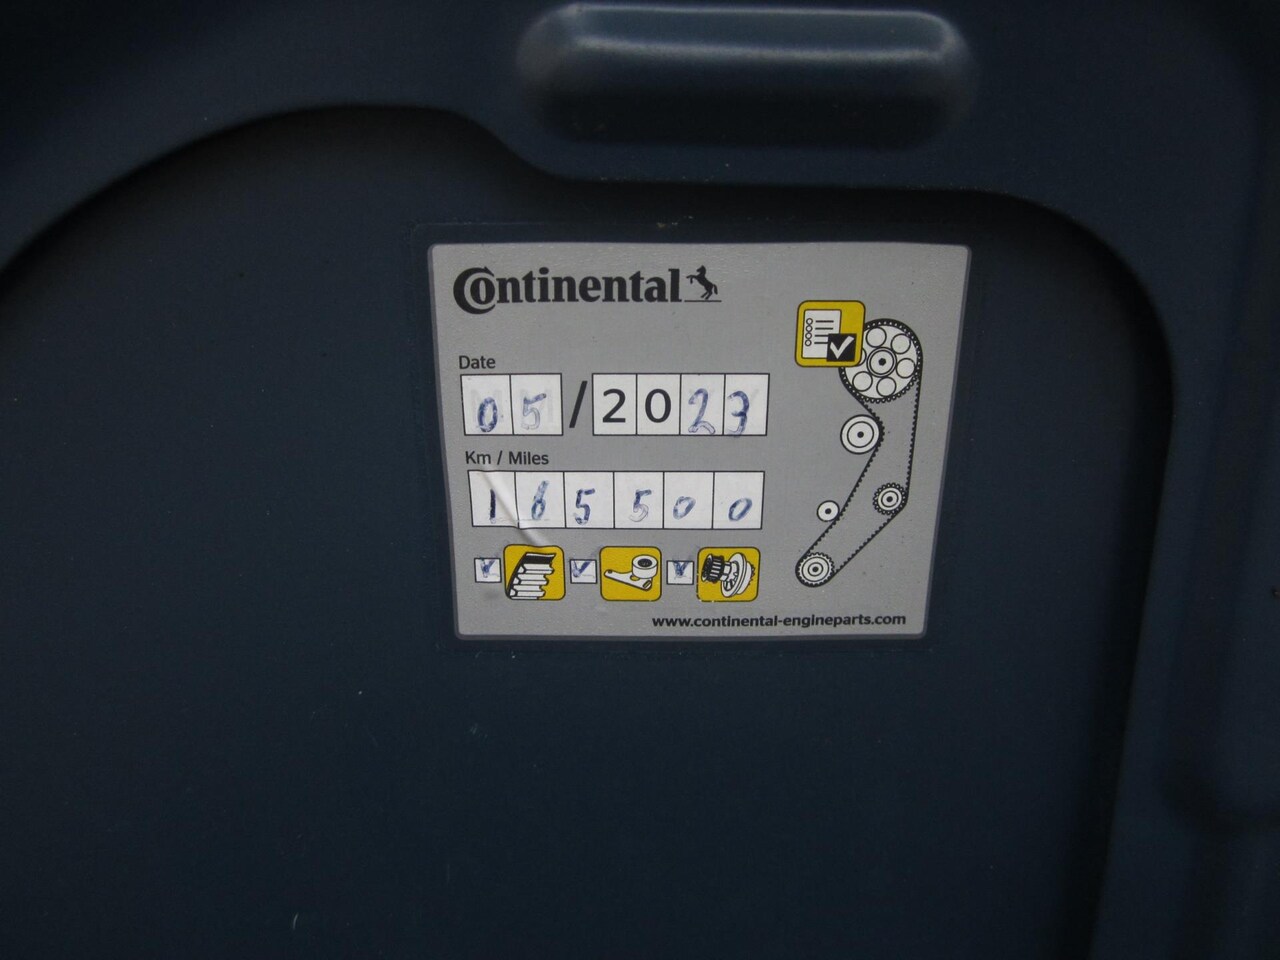 Continental
Date
05/2023
Km / Miles
165500
www.continental-engineparts.com